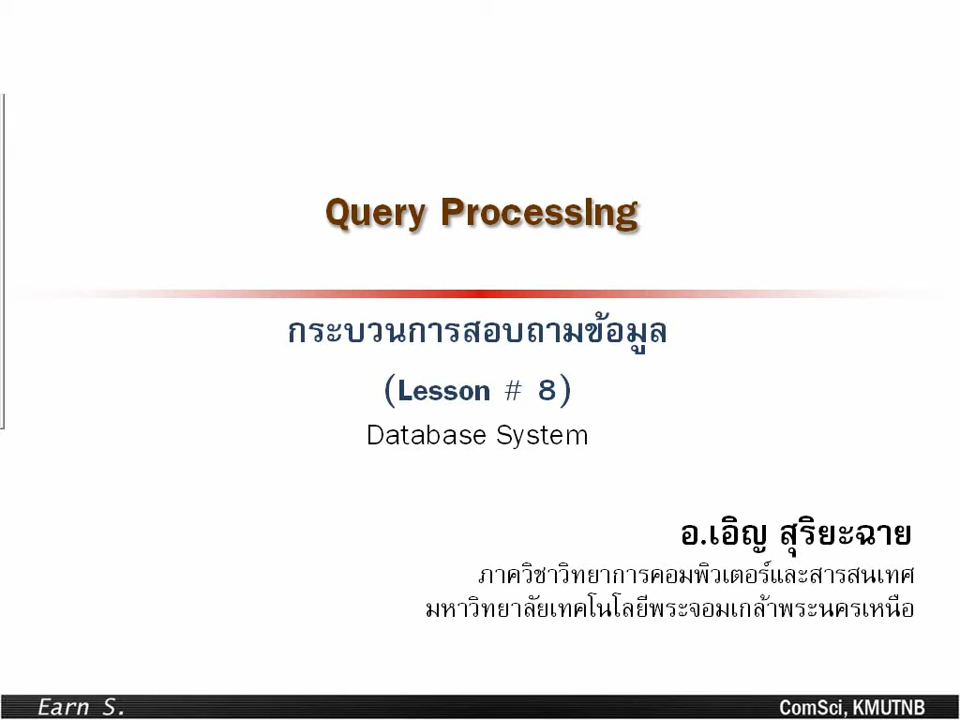 Query Processing
กระบวนการสอบถามข้อมูล
(Lesson # 8)
Database System
อ.เอิญ สุริยะฉาย
ภาควิชาวิทยาการคอมพิวเตอร์และสารสนเทศ
มหาวิทยาลัยเทคโนโลยีพระจอมเกล้าพระนครเหนือ
Earn S.
ComSci, KMUTNB